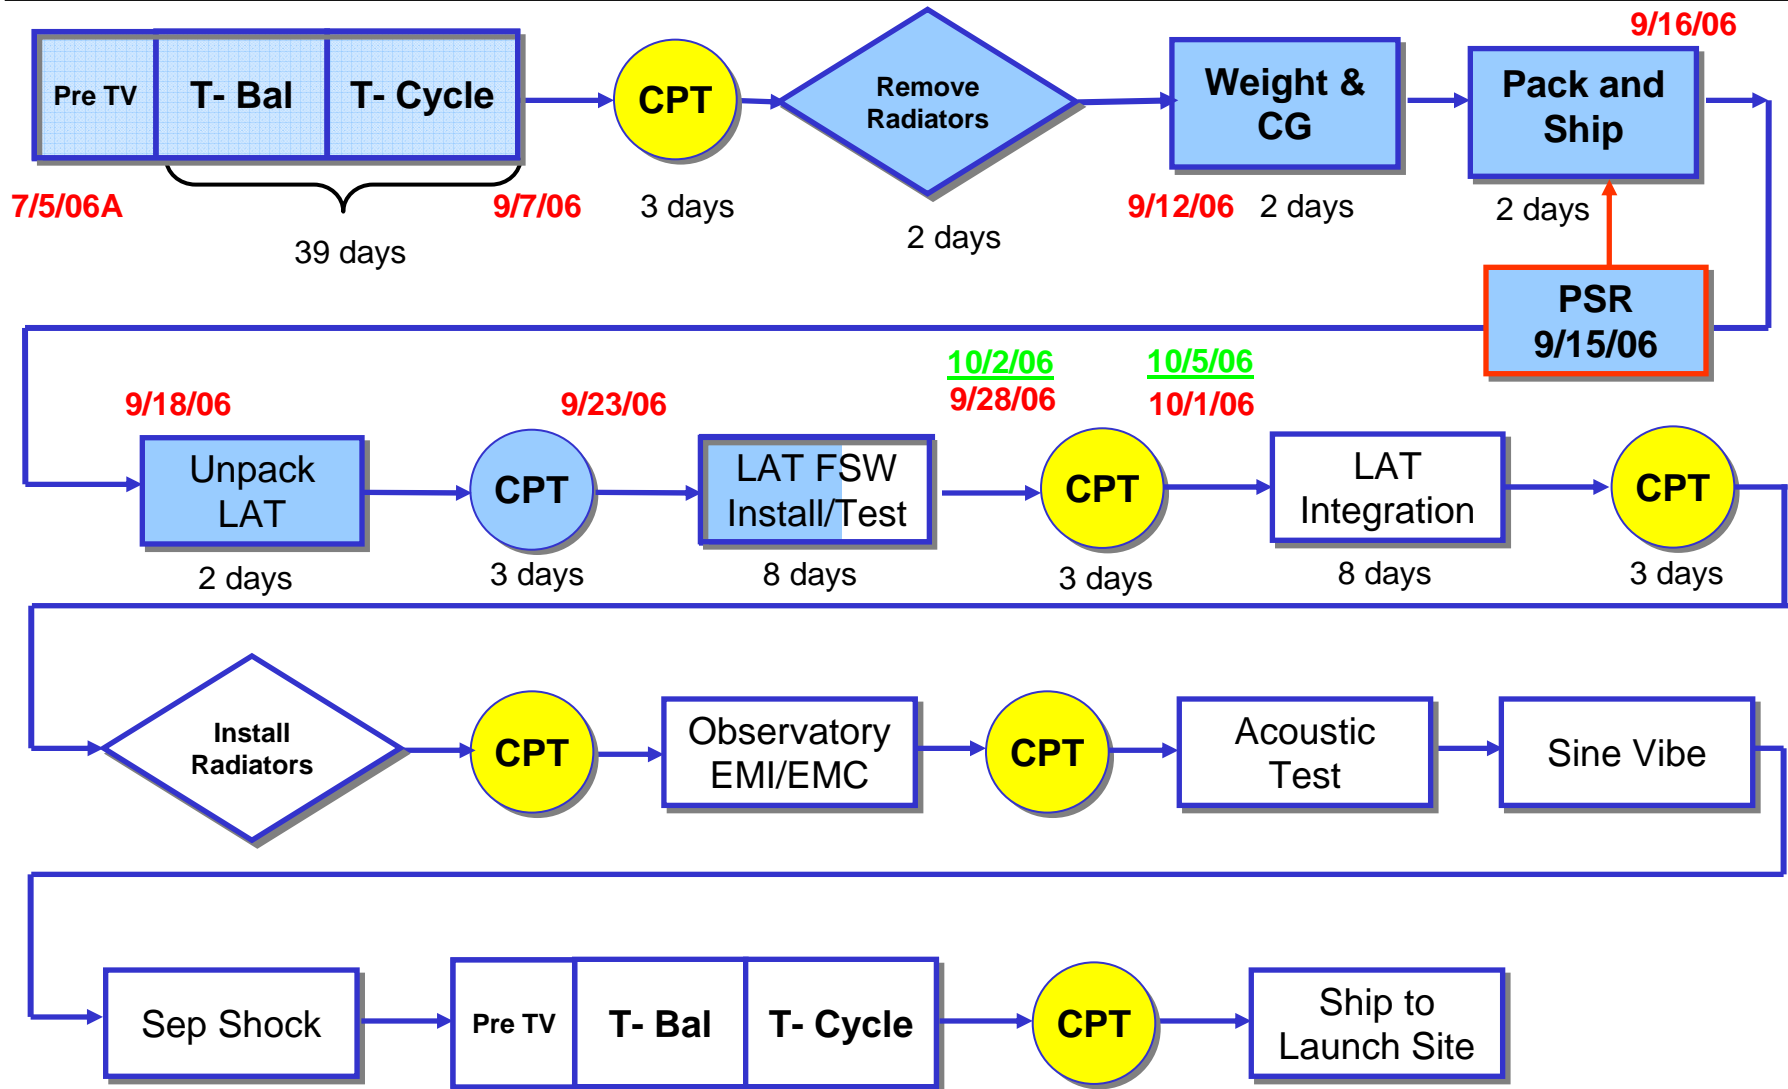 9/16/06
Pre TV
T- Bal
T- Cycle
CPT
Remove
Radiators
Weight &
CG
Pack and
Ship
7/5/06A
9/7/06
3 days
9/12/06
2 days
2 days
39 days
2 days
PSR
9/15/06
10/2/06
10/5/06
9/18/06
9/23/06
9/28/06
10/1/06
Unpack
LAT
CPT
LAT FSW
Install/Test
CPT
LAT
Integration
CPT
2 days
3 days
8 days
3 days
8 days
3 days
Install
Radiators
CPT
Observatory
EMI/EMC
CPT
Acoustic
Test
Sine Vibe
Sep Shock
Pre TV
T- Bal
T- Cycle
CPT
Ship to
Launch Site